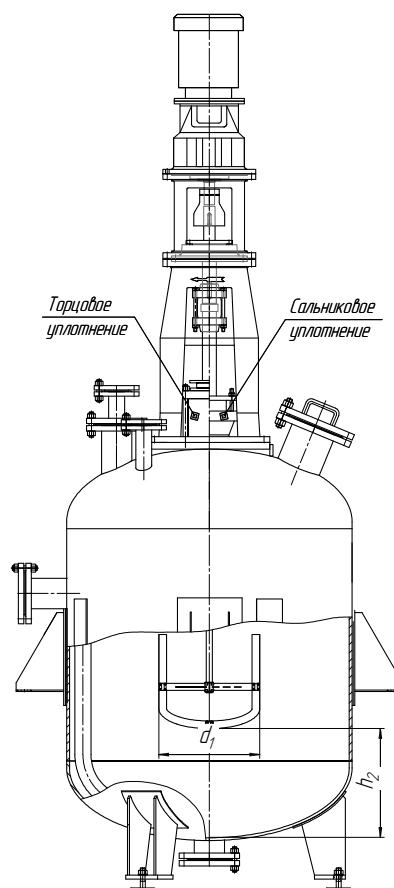 Торцовое
уплотнение
Сальниковое
уплотнение
d₁
h₂